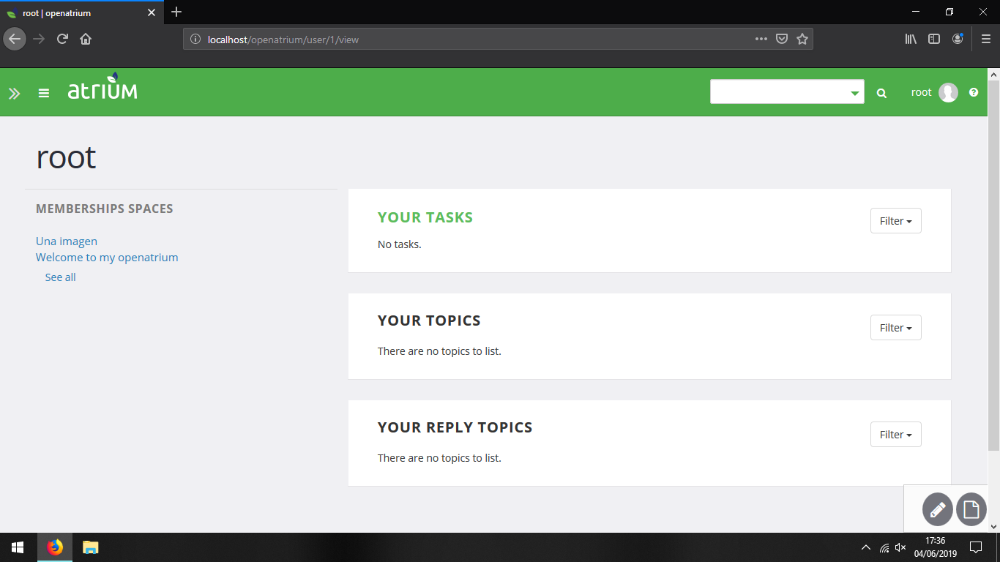 root | openatrium
localhost/openatrium/user/1/view
atrium
root
root
MEMBERSHIPS SPACES
Una imagen
Welcome to my openatrium
See all
YOUR TASKS
Filter
No tasks.
YOUR TOPICS
Filter
There are no topics to list.
YOUR REPLY TOPICS
Filter
There are no topics to list.
17:36
04/06/2019